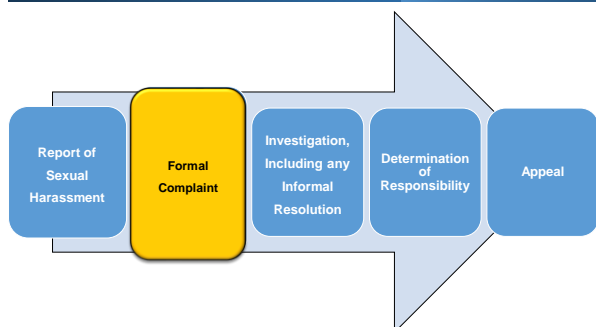 Report of
Sexual
Harassment
Formal
Complaint
Investigation,
Including any
Informal
Resolution
Determination
of
Responsibility
Appeal